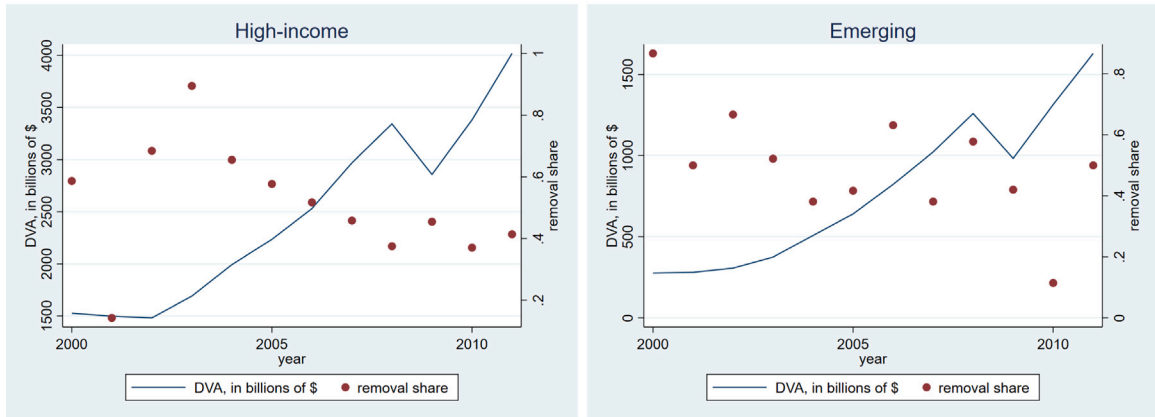 High-income
DVA, in billions of $
4000
3500
3000
2500
2000
1500
1
.8
.6
.4
.2
removal share
2000
2005
2010
year
DVA, in billions of $ removal share
Emerging
DVA, in billions of $
1500
1000
500
0
.8
.6
.4
.2
0
removal share
2000
2005
2010
year
DVA, in billions of $ removal share